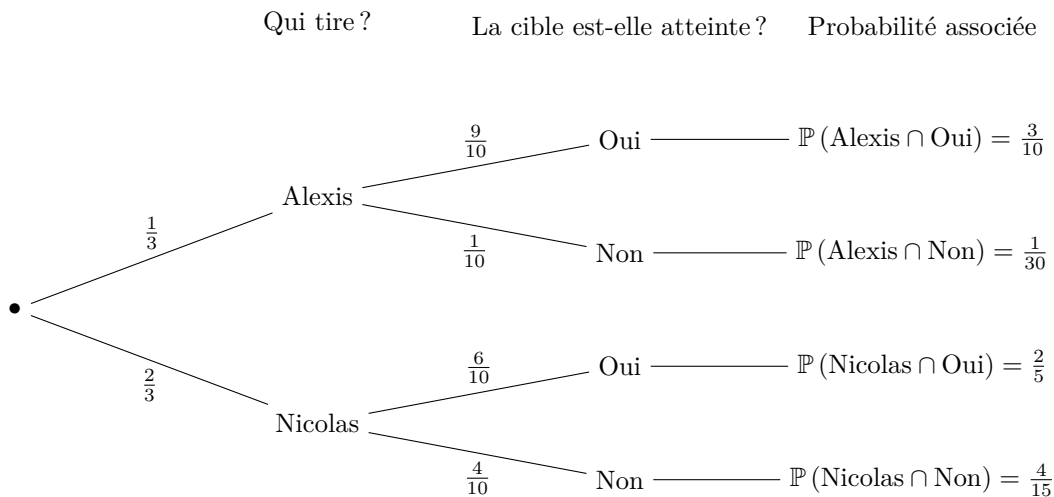 Qui tire ? La cible est-elle atteinte ? Probabilité associée
9/10 Oui ℙ (Alexis ∩ Oui) = 3/10
Alexis
1/3
1/10 Non ℙ (Alexis ∩ Non) = 1/30
6/10 Oui ℙ (Nicolas ∩ Oui) = 2/5
2/3
Nicolas
4/10 Non ℙ (Nicolas ∩ Non) = 4/15